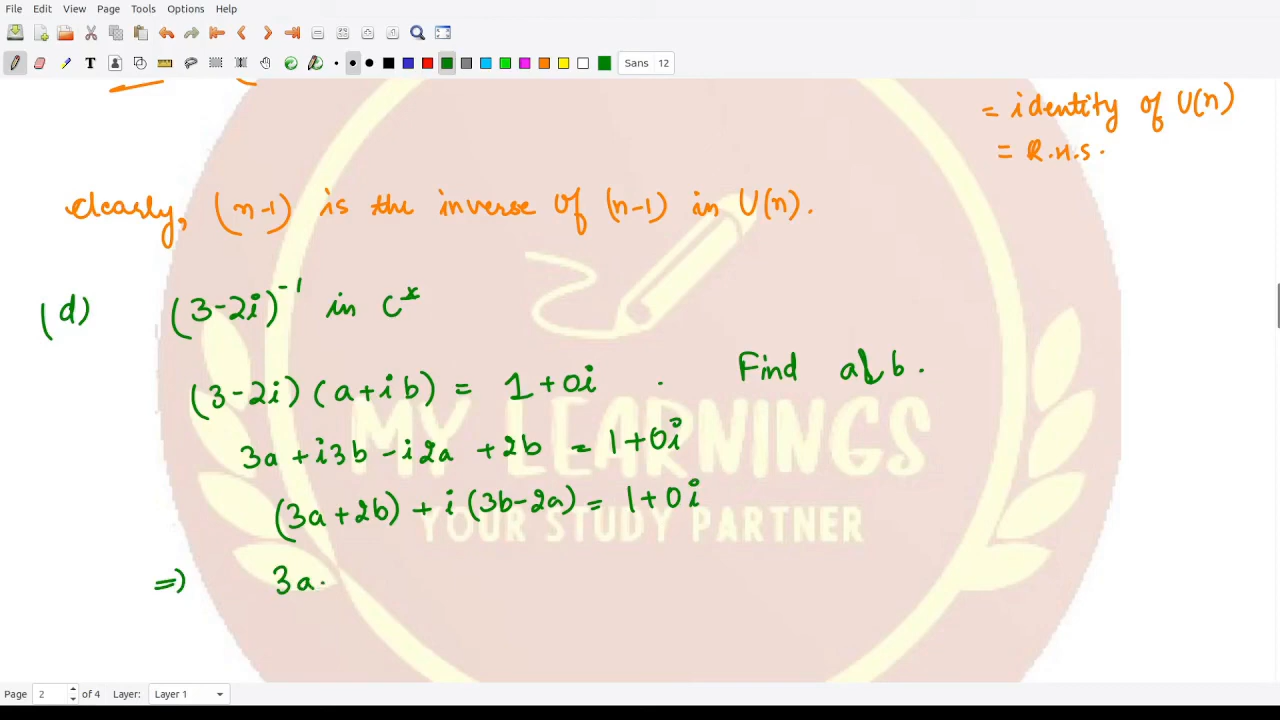 File Edit View Page Tools Options Help
Sans 12
= identity of U(n)
= R.H.S.
clearly, (n-1) is the inverse of (n-1) in U(n).
(d) (3-2i)⁻¹ in C*
(3-2i)(a+ib) = 1+0i . Find a & b.
3a+i3b-i2a+2b = 1+0i
(3a+2b)+i(3b-2a) = 1+0i
=) 3a
MY LEARNINGS
YOUR STUDY PARTNER
Page 2 of 4 Layer: Layer 1